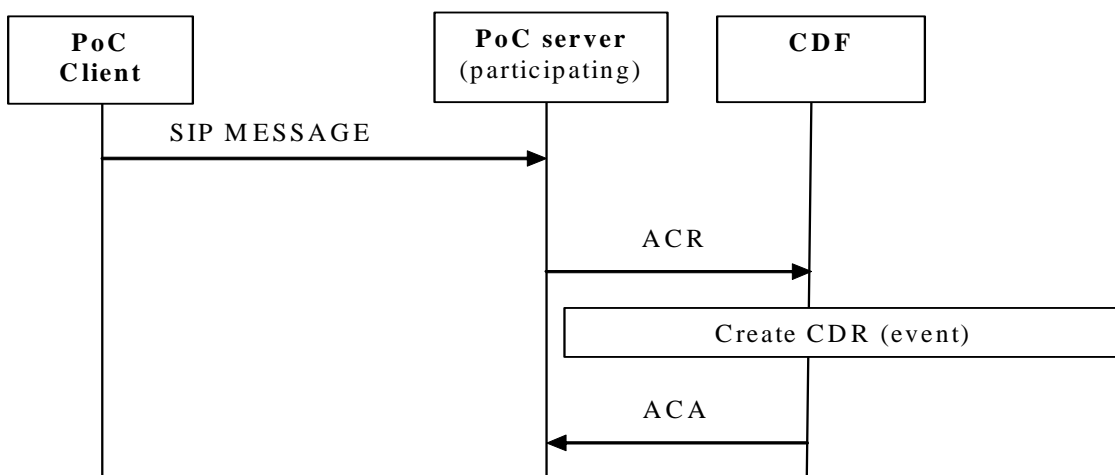 PoC
Client
PoC server
(participating)
CDF
SIP MESSAGE
ACR
Create CDR (event)
ACA